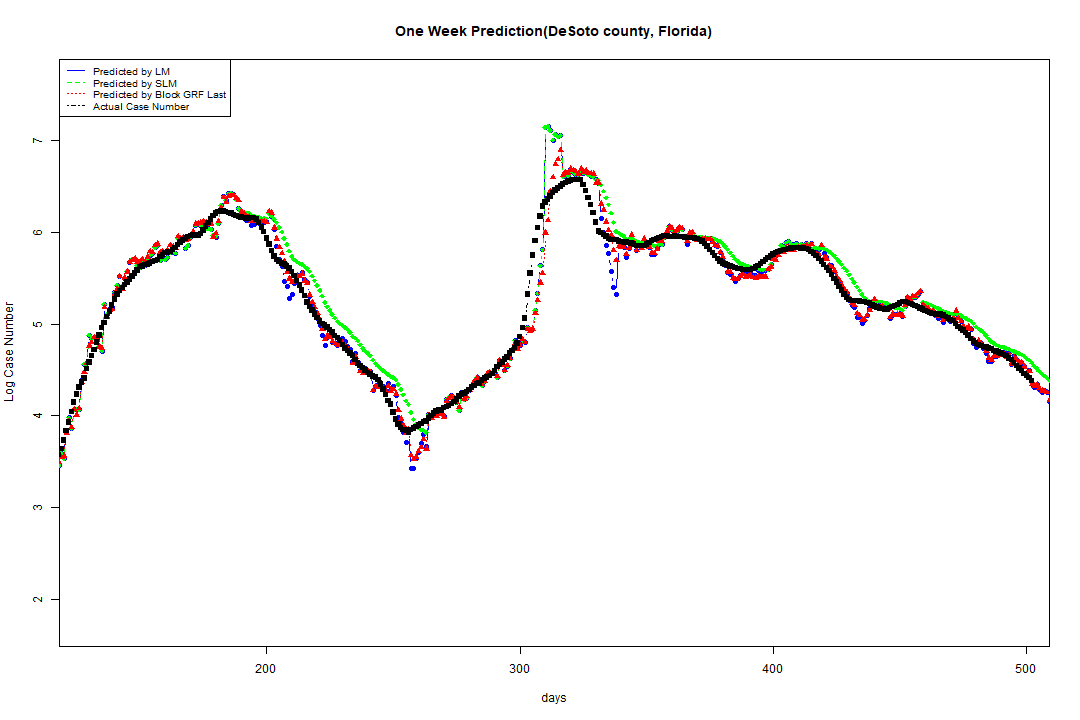 One Week Prediction(DeSoto county, Florida)
Predicted by LM
Predicted by SLM
Predicted by Block GRF Last
Actual Case Number
7
6
5
4
3
2
Log Case Number
200 300 400 500
days